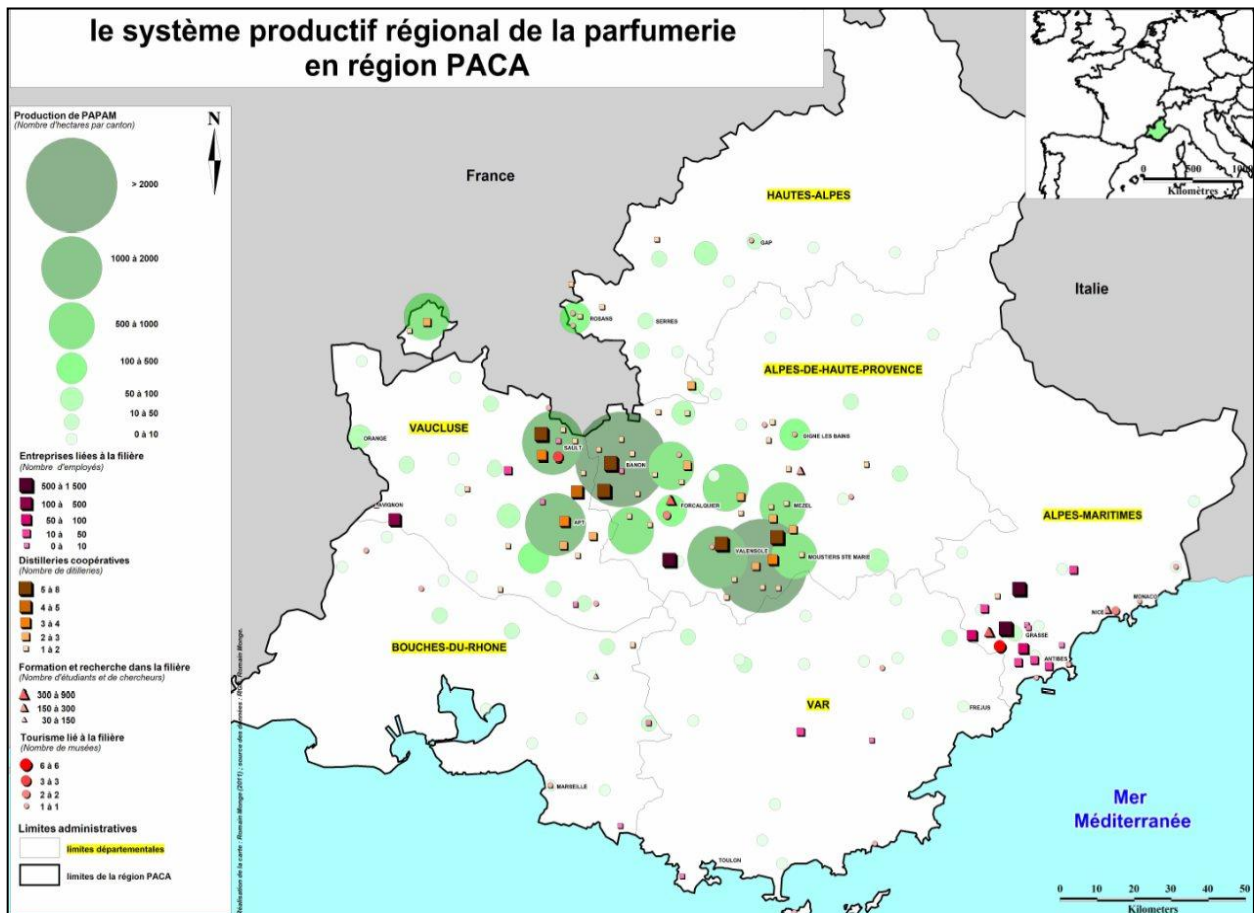 le système productif régional de la parfumerie
en région PACA
Production de PAPAM
(Nombre d'hectares par canton)
N
> 2000
1000 à 2000
500 à 1000
100 à 500
50 à 100
10 à 50
0 à 10
Entreprises liées à la filière
(Nombre d'employés)
500 à 1 500
100 à 500
50 à 100
10 à 50
0 à 10
Distilleries coopératives
(Nombre de ditilleries)
5 à 8
4 à 5
3 à 4
2 à 3
1 à 2
Formation et recherche dans la filière
(Nombre d'étudiants et de chercheurs)
300 à 900
150 à 300
30 à 150
Tourisme lié à la filière
(Nombre de musées)
6 à 6
3 à 3
2 à 2
1 à 1
Limites administratives
limites départementales
limites de la région PACA
0 500 1000
Kilomètres
France
Italie
HAUTES-ALPES
GAP
ROSANS
SERRES
ALPES-DE-HAUTE-PROVENCE
VAUCLUSE
ORANGE
SAULT
BANON
DIGNE LES BAINS
AVIGNON
APT
FORCALQUIER
MEZEL
ALPES-MARITIMES
VALENSOLE
MOUSTIERS STE MARIE
MONACO
NICE
GRASSE
ANTIBES
BOUCHES-DU-RHONE
VAR
FREJUS
MARSEILLE
TOULON
Mer
Méditerranée
0 10 20 30 40 50
Kilometers